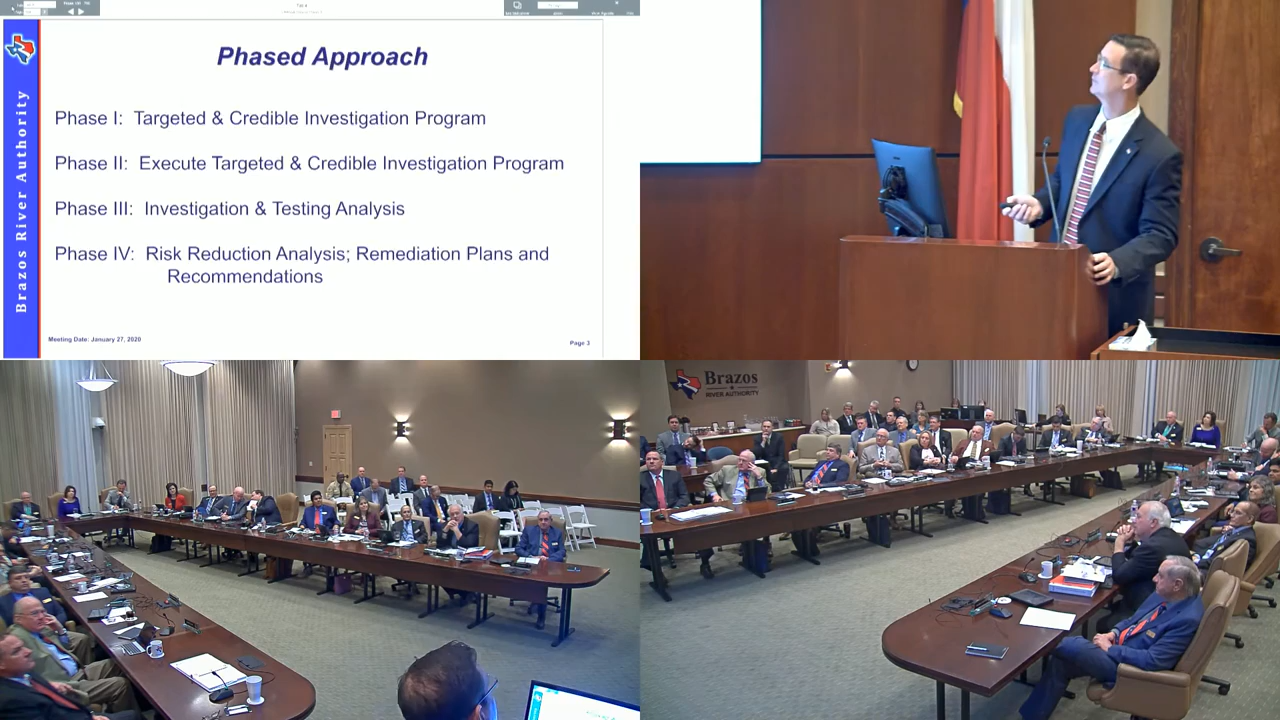 Phased Approach
Phase I: Targeted & Credible Investigation Program
Phase II: Execute Targeted & Credible Investigation Program
Phase III: Investigation & Testing Analysis
Phase IV: Risk Reduction Analysis; Remediation Plans and
Recommendations
Brazos River Authority
Meeting Date: January 27, 2020
Page 3
Brazos
RIVER AUTHORITY